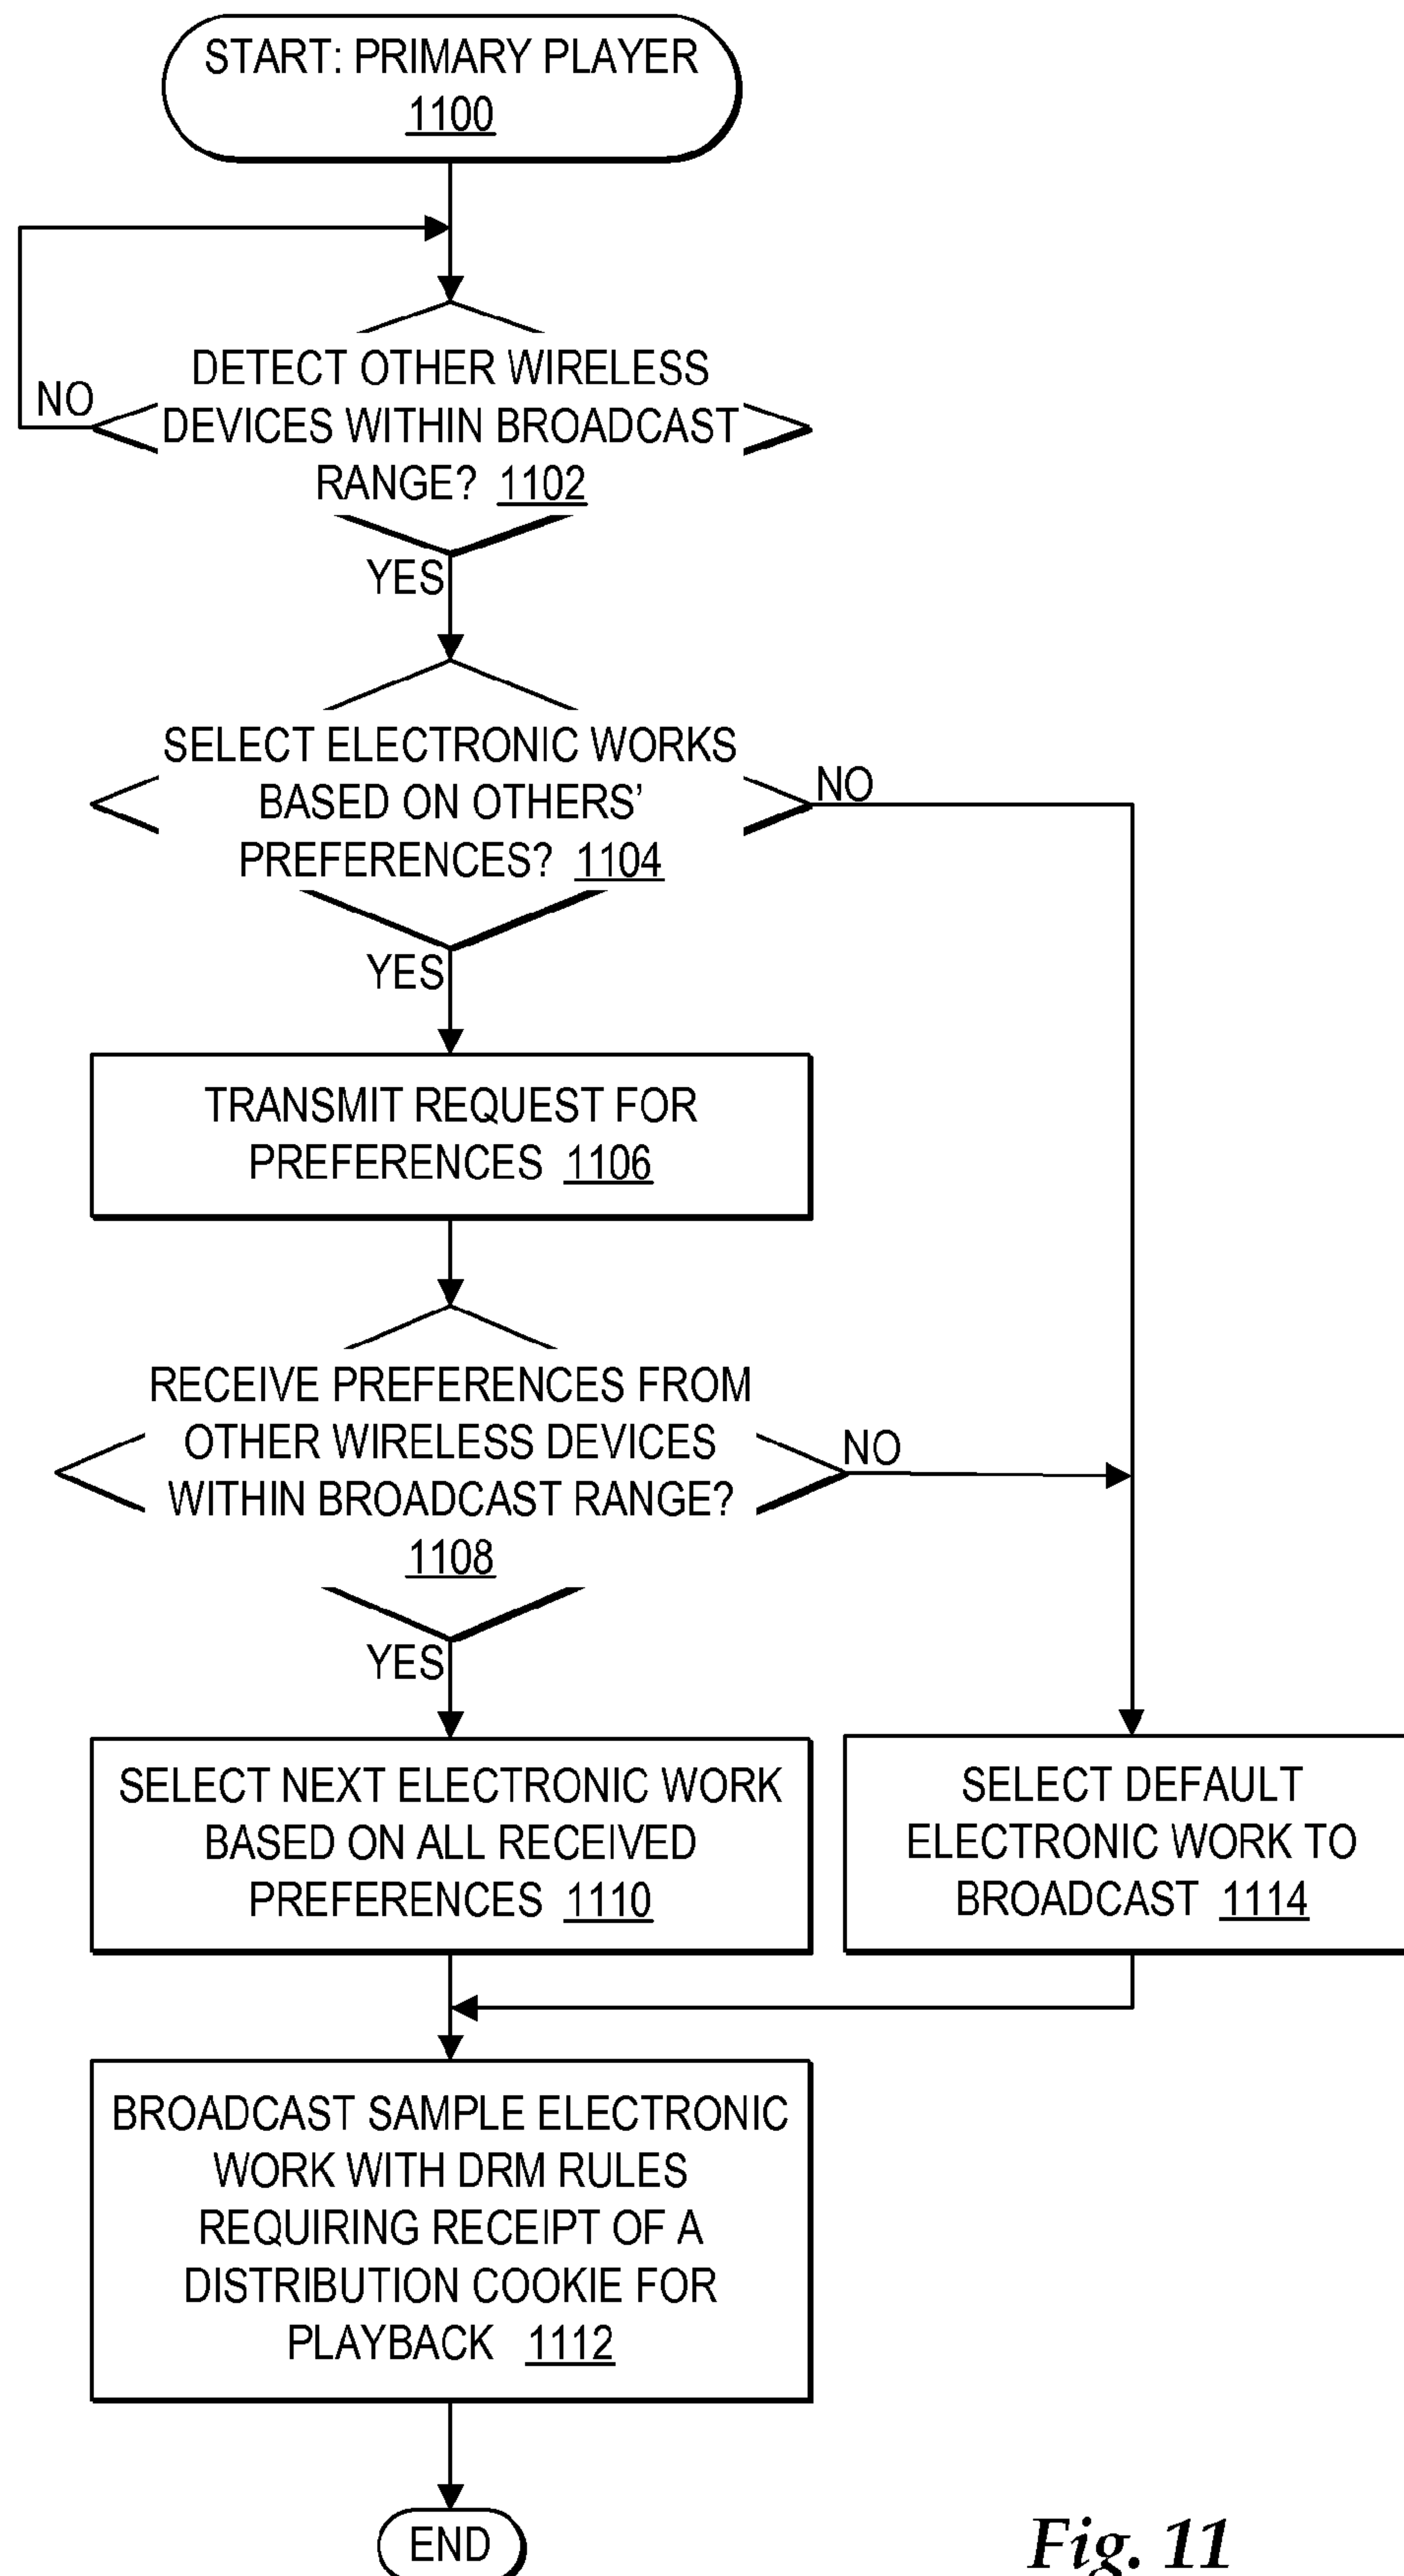 START: PRIMARY PLAYER
1100
DETECT OTHER WIRELESS
DEVICES WITHIN BROADCAST
RANGE? 1102
NO
YES
SELECT ELECTRONIC WORKS
BASED ON OTHERS’
PREFERENCES? 1104
NO
YES
TRANSMIT REQUEST FOR
PREFERENCES 1106
RECEIVE PREFERENCES FROM
OTHER WIRELESS DEVICES
WITHIN BROADCAST RANGE?
1108
NO
YES
SELECT NEXT ELECTRONIC WORK
BASED ON ALL RECEIVED
PREFERENCES 1110
SELECT DEFAULT
ELECTRONIC WORK TO
BROADCAST 1114
BROADCAST SAMPLE ELECTRONIC
WORK WITH DRM RULES
REQUIRING RECEIPT OF A
DISTRIBUTION COOKIE FOR
PLAYBACK 1112
END
Fig. 11